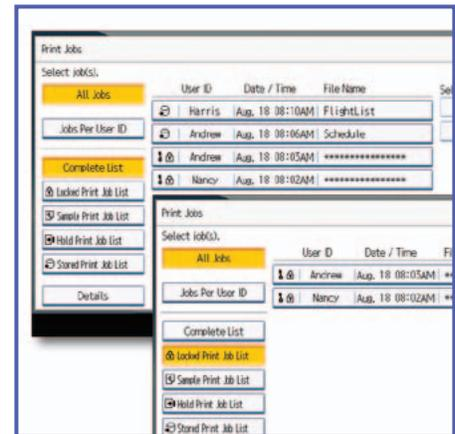 Print Jobs
Select job(s).
All Jobs
Jobs Per User ID
Complete List
Locked Print Job List
Sample Print Job List
Hold Print Job List
Stored Print Job List
Details
User ID Date / Time File Name Sel
Harris Aug. 18 08:10AM FlightList
Andrew Aug. 18 08:06AM Schedule
Andrew Aug. 18 08:03AM ****************
Nancy Aug. 18 08:02AM ****************
Print Jobs
Select job(s).
All Jobs
Jobs Per User ID
Complete List
Locked Print Job List
Sample Print Job List
Hold Print Job List
Stored Print Job List
User ID Date / Time Fi
Andrew Aug. 18 08:03AM **
Nancy Aug. 18 08:02AM **